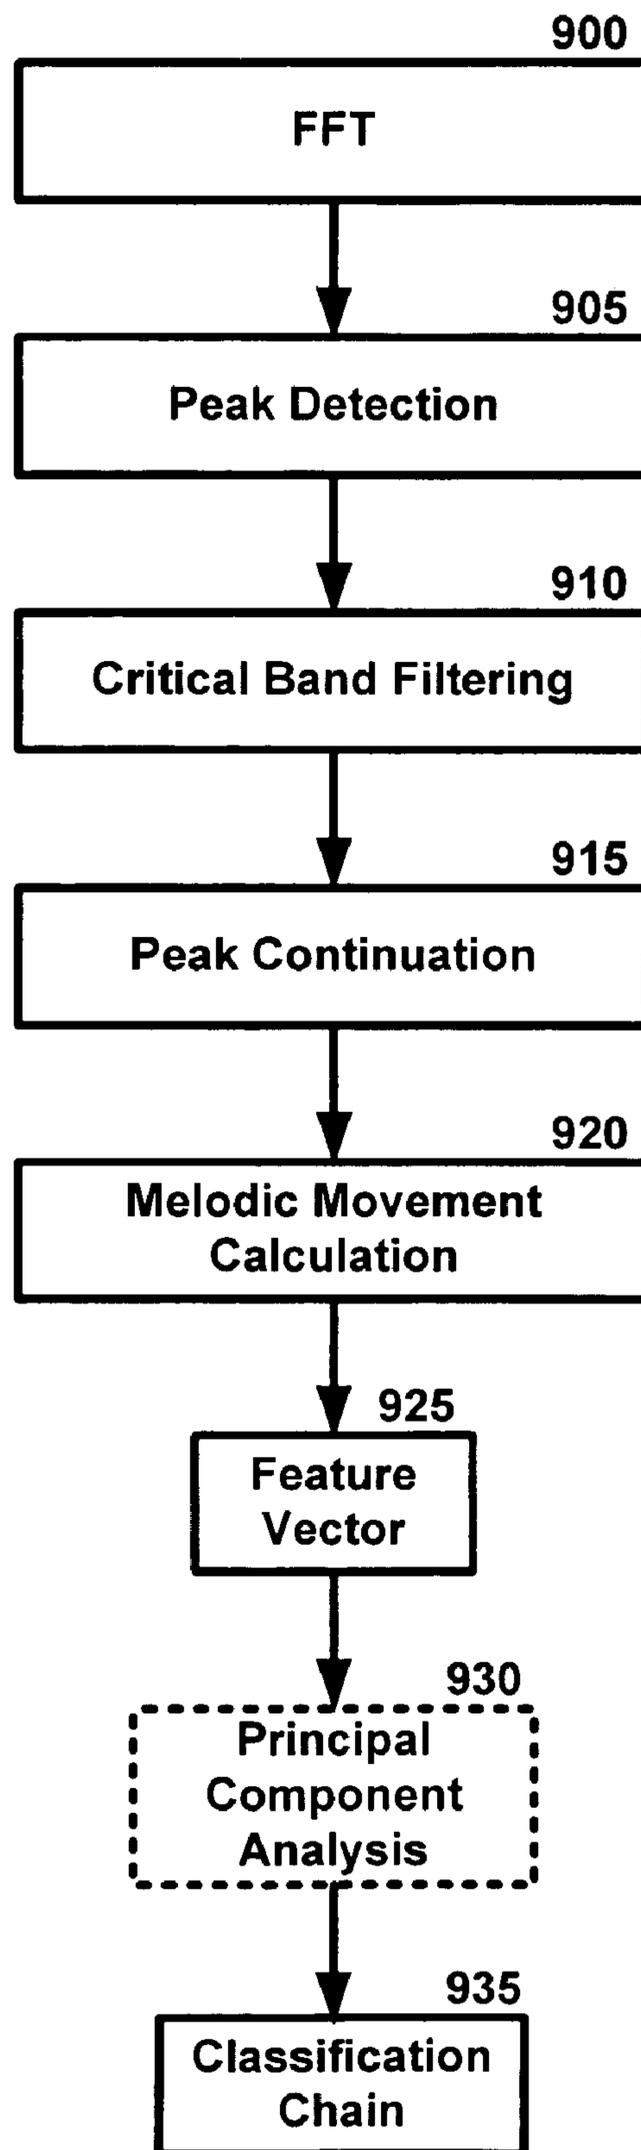 900
FFT
905
Peak Detection
910
Critical Band Filtering
915
Peak Continuation
920
Melodic Movement
Calculation
925
Feature
Vector
930
Principal
Component
Analysis
935
Classification
Chain